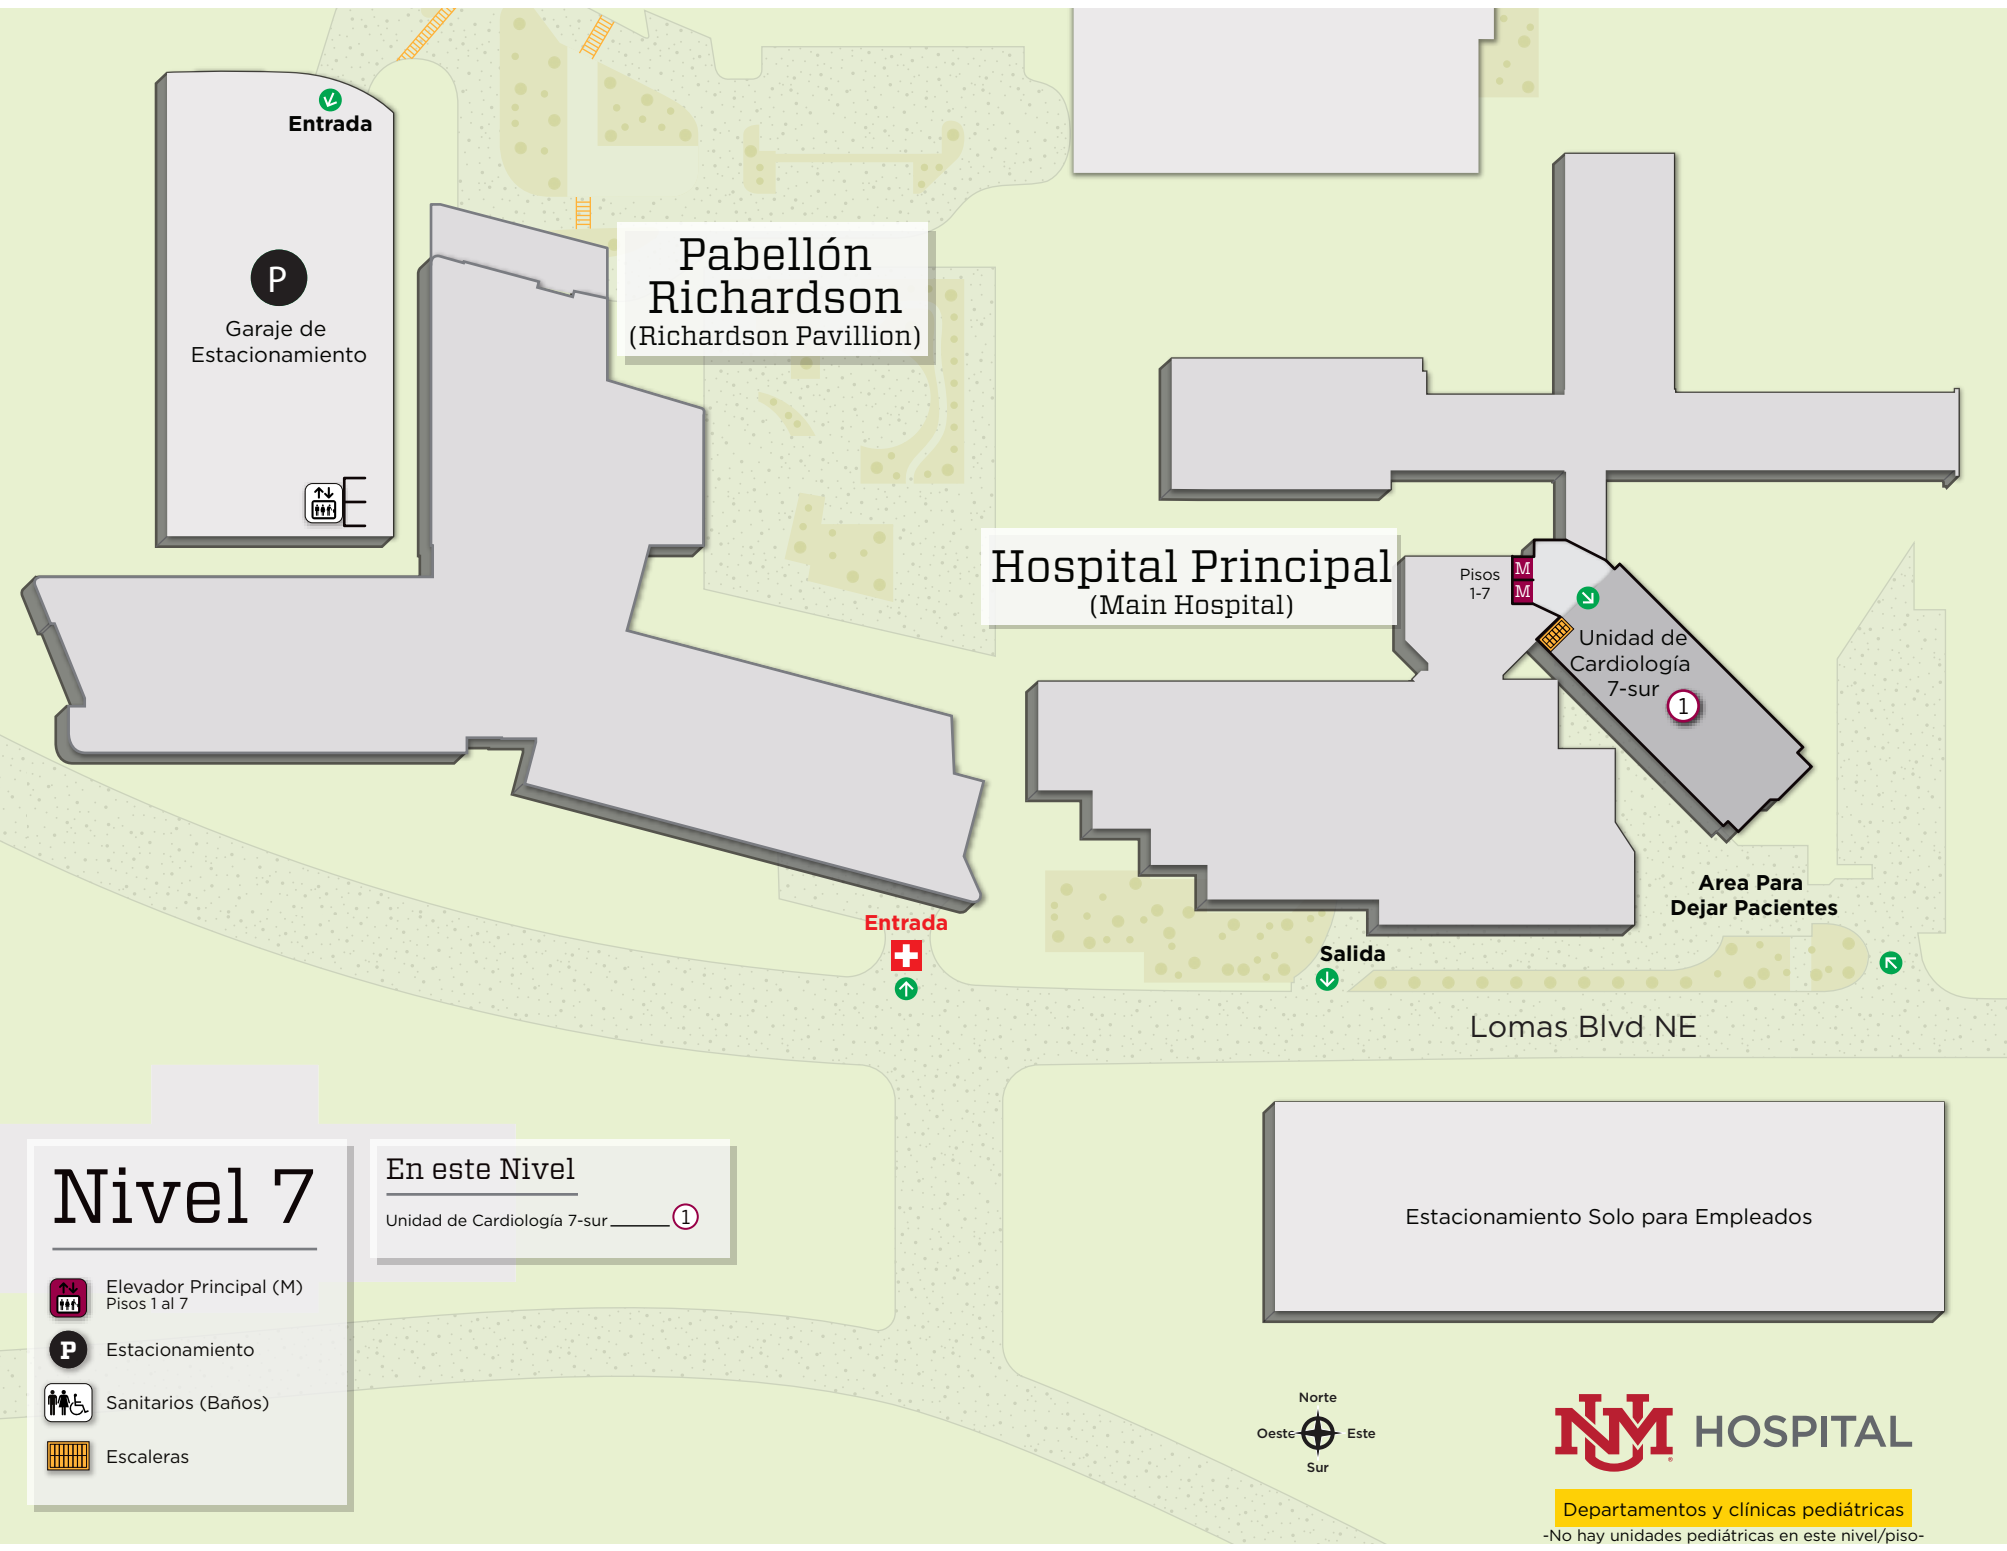 Entrada
P
Garaje de
Estacionamiento
Pabellón
Richardson
(Richardson Pavillion)
Hospital Principal
(Main Hospital)
Pisos
1-7
M
M
Unidad de
Cardiología
7-sur
1
Area Para
Dejar Pacientes
Entrada
Salida
Lomas Blvd NE
Nivel 7
Elevador Principal (M)
Pisos 1 al 7
P
Estacionamiento
Sanitarios (Baños)
Escaleras
En este Nivel
Unidad de Cardiología 7-sur 1
Estacionamiento Solo para Empleados
Norte
Oeste
Este
Sur
UNM HOSPITAL
Departamentos y clínicas pediátricas
-No hay unidades pediátricas en este nivel/piso-